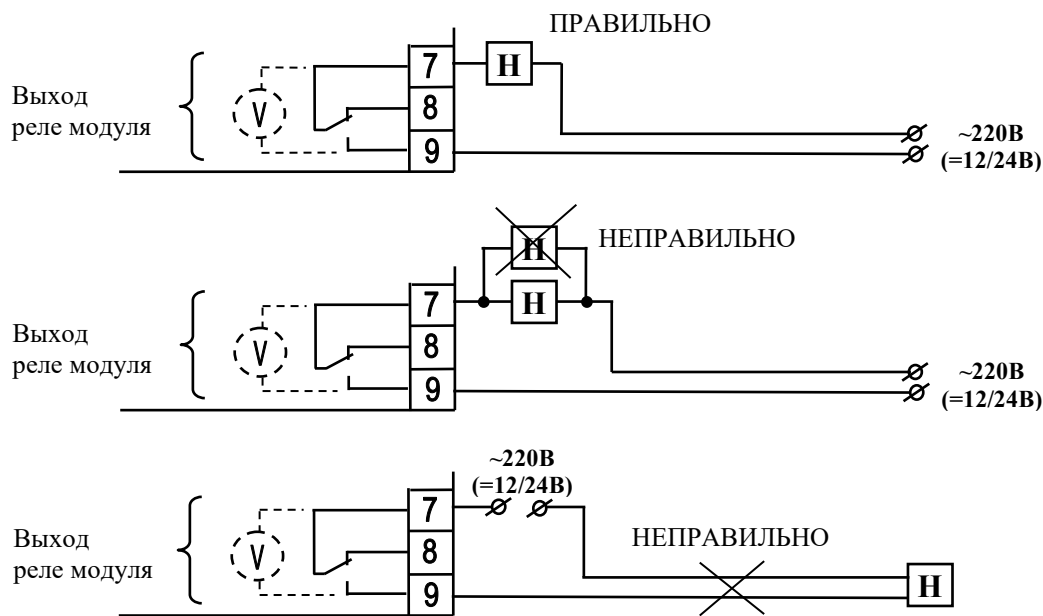 ПРАВИЛЬНО
Выход
реле модуля
V
7
8
9
Н
~220В
(=12/24В)
НЕПРАВИЛЬНО
Н
Выход
реле модуля
V
7
8
9
Н
~220В
(=12/24В)
~220В
(=12/24В)
Выход
реле модуля
V
7
8
9
НЕПРАВИЛЬНО
Н